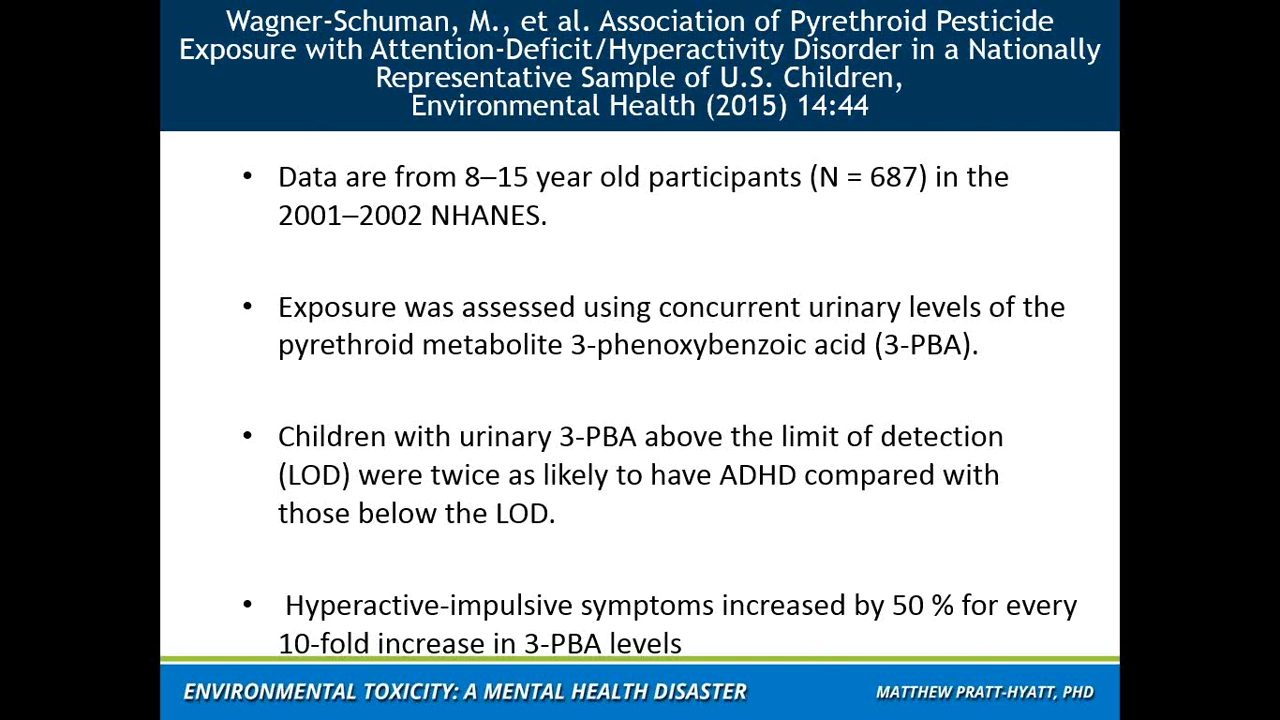 Wagner-Schuman, M., et al. Association of Pyrethroid Pesticide
Exposure with Attention-Deficit/Hyperactivity Disorder in a Nationally
Representative Sample of U.S. Children,
Environmental Health (2015) 14:44
• Data are from 8–15 year old participants (N = 687) in the
2001–2002 NHANES.
• Exposure was assessed using concurrent urinary levels of the
pyrethroid metabolite 3-phenoxybenzoic acid (3-PBA).
• Children with urinary 3-PBA above the limit of detection
(LOD) were twice as likely to have ADHD compared with
those below the LOD.
• Hyperactive-impulsive symptoms increased by 50 % for every
10-fold increase in 3-PBA levels
ENVIRONMENTAL TOXICITY: A MENTAL HEALTH DISASTER
MATTHEW PRATT-HYATT, PHD